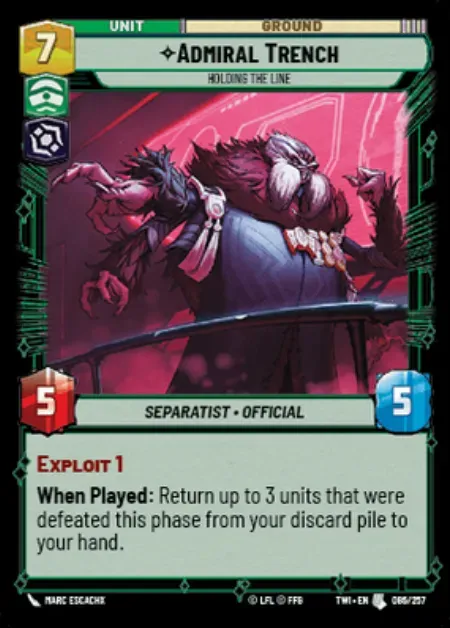 7
UNIT
GROUND
ADMIRAL TRENCH
HOLDING THE LINE
5
5
SEPARATIST • OFFICIAL
EXPLOIT 1
When Played: Return up to 3 units that were
defeated this phase from your discard pile to
your hand.
MARC ESCACHX
© LFL © FFG
TWI • EN
086/257